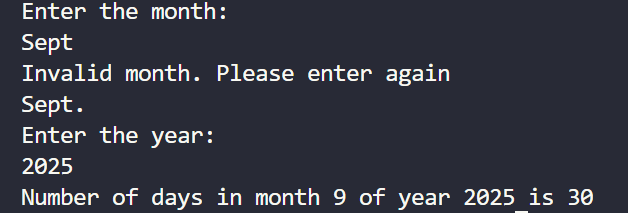 Enter the month:
Sept
Invalid month. Please enter again
Sept.
Enter the year:
2025
Number of days in month 9 of year 2025 is 30